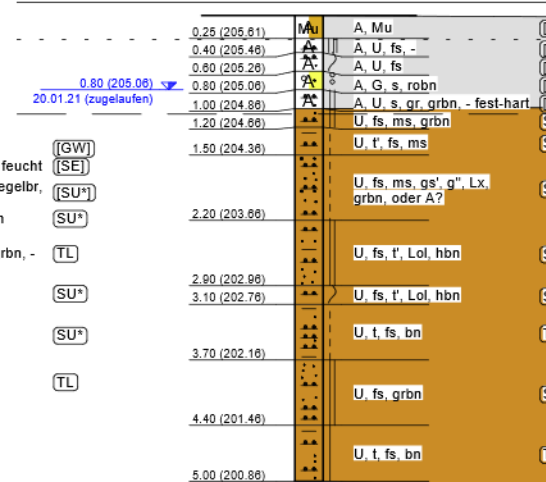 0.25 (205.61) Mu A, Mu
0.40 (205.46) A A, U, fs, -
0.60 (205.26) A A, U, fs
0.80 (205.06) 0.80 (205.06) A A, G, s, robn
20.01.21 (zugelaufen) 1.00 (204.86) A A, U, s, gr, grbn, - fest-hart
1.20 (204.66) U, fs, ms, grbn
[GW] 1.50 (204.36) U, t', fs, ms
feucht [SE]
egelbr, [SU*] U, fs, ms, gs', g", Lx,
grbn, oder A?
n SU* 2.20 (203.66)
rbn, - TL U, fs, t', Lol, hbn
2.90 (202.96)
SU* 3.10 (202.76) U, fs, t', Lol, hbn
SU* U, t, fs, bn
3.70 (202.16)
TL U, fs, grbn
4.40 (201.46)
U, t, fs, bn
5.00 (200.86)